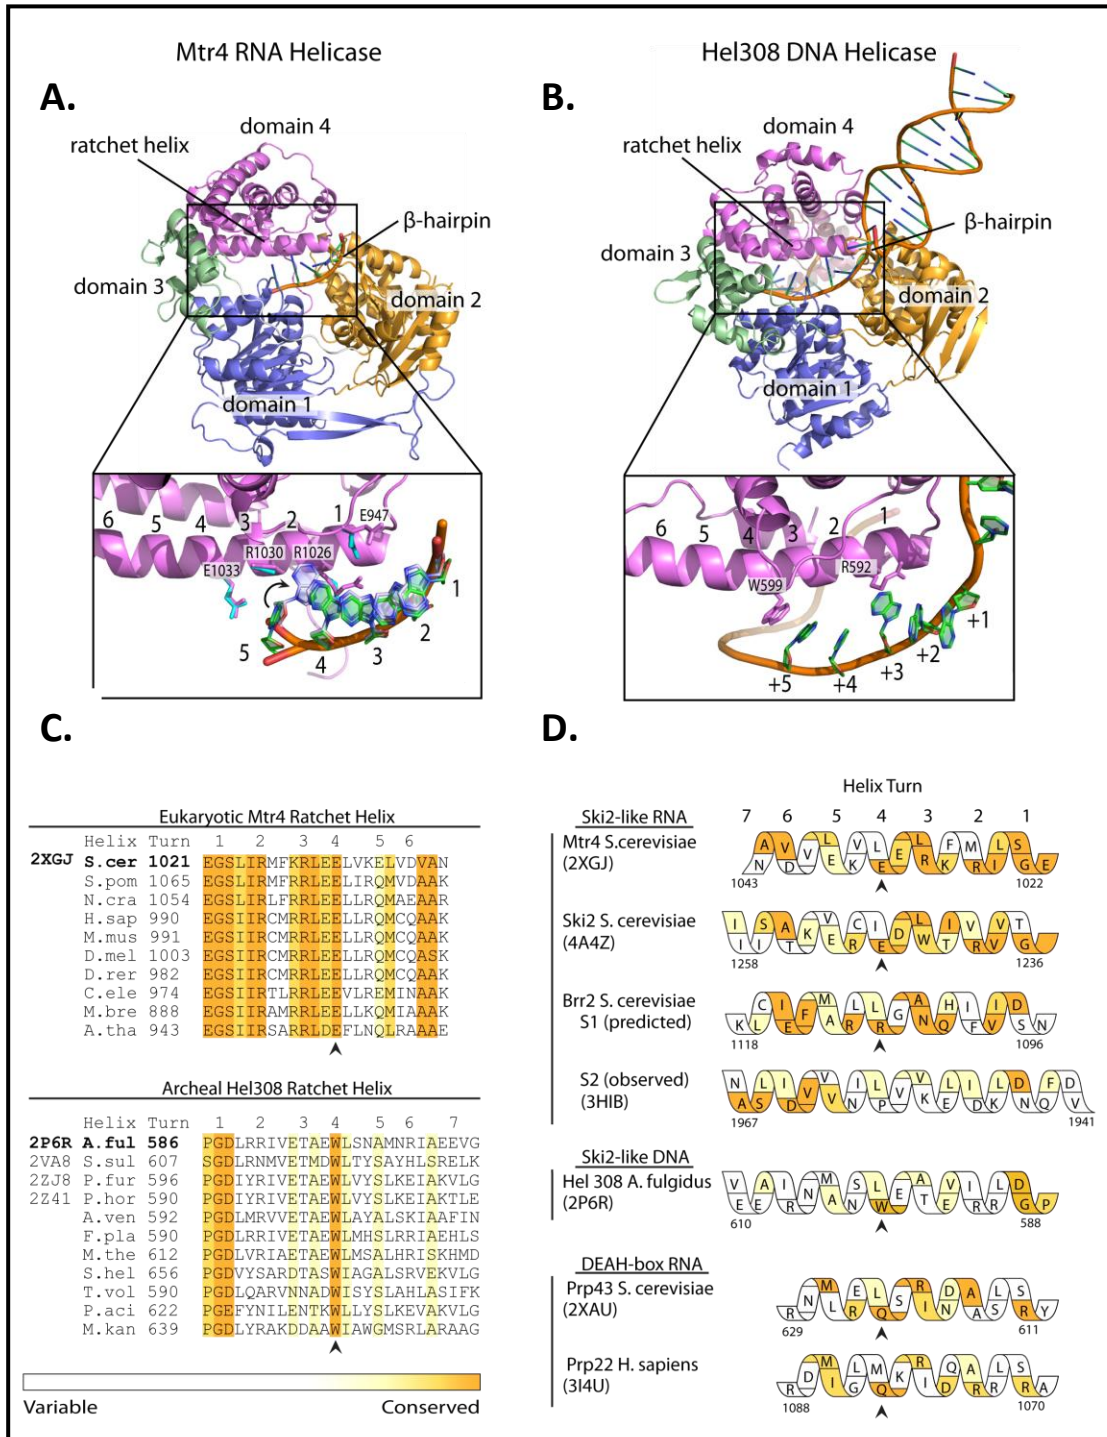 Mtr4 RNA Helicase
Hel308 DNA Helicase
A.
B.
domain 4
ratchet helix
β-hairpin
domain 3
domain 2
domain 1
6 5 4 3 2 1
E947
R1030 R1026
E1033
1
2
3
4
5
domain 4
ratchet helix
β-hairpin
domain 3
domain 2
domain 1
6 5 4 3 2 1
R592
W599
+1
+2
+3
+4
+5
C.
Eukaryotic Mtr4 Ratchet Helix
Helix Turn 1 2 3 4 5 6
2XGJ S.cer 1021 EGSLIRMFKRLEELVKELVDVAN
S.pom 1065 EGSLIRMFRRLEELIRQMVDAAK
N.cra 1054 EGSLIRLFRRLEELLRQMCEAAK
H.sap 990 EGSIIRCMRRLEELLRQMCQAAK
M.mus 991 EGSIIRCMRRLEELLRQMCQAAK
D.mel 1003 EGSIIRCMRRLEELLRQMCQASK
D.rer 982 EGSIIRCMRRLEELLRQMCQAAK
C.ele 974 EGSIIRTLRRLEEVLREMINAAK
M.bre 888 EGSIIRAMRRLEELLKQMIAAAK
A.tha 943 EGSIIRSARRLDEFLNQLRAAAE
Archeal Hel308 Ratchet Helix
Helix Turn 1 2 3 4 5 6 7
2P6R A.ful 586 PGDLRRIVETAEWLSNAMNRIAEEVG
2VA8 S.sul 607 SGDLRNMVETMDWLTYSAYHLSRELK
2ZJ8 P.fur 596 PGDLYRIVETAEWLVYSLKEIAKVLG
2Z41 P.hor 590 PGDLYRIVETAEWLVYSLKEIAKTLE
A.ven 592 PGDLMRVVETAEWLAYALSKIAAFIN
F.pla 590 PGDLRRIVETAEWLMHSLHRIAEHLS
M.the 612 PGDLVRIAETAEWLMSALHRISKHMD
S.hel 656 PGDVYSARDTASWIAGALSRVEKVLG
T.vol 590 PGDLQARVNNADWISYSLAHLASIFK
P.aci 622 PGEFYNILENTKWLLYSLKEVAKVLG
M.kan 639 PGDLYRAKDDAAWIAWGMSRLARAAG
Variable Conserved
D.
Helix Turn
7 6 5 4 3 2 1
Ski2-like RNA
Mtr4 S.cerevisiae
(2XGJ)
A V L V L E L F M L S
N D V E K E R K R I G E
1043 1022
Ski2 S. cerevisiae
(4A4Z)
I S A V C I L I V V T
I I T K E R E D W T R V G
1258 1236
Brr2 S. cerevisiae
S1 (predicted)
C I M L L A H I I D
K L E F A R R G N Q F V S N
1118 1096
S2 (observed)
(3HIB)
N L I V I L V L I L D F D
A S D V V N P V K E D K N Q V
1967 1941
Ski2-like DNA
Hel 308 A. fulgidus
(2P6R)
V A I M S L A V I L D
E E R N A N W E T E R R G P
610 588
DEAH-box RNA
Prp43 S. cerevisiae
(2XAU)
M E L R D A L S
R N L R Q S I N A S R Y
629 611
Prp22 H. sapiens
(3I4U)
M L M R Q A L S
R D I G Q K I D R R R A
1088 1070